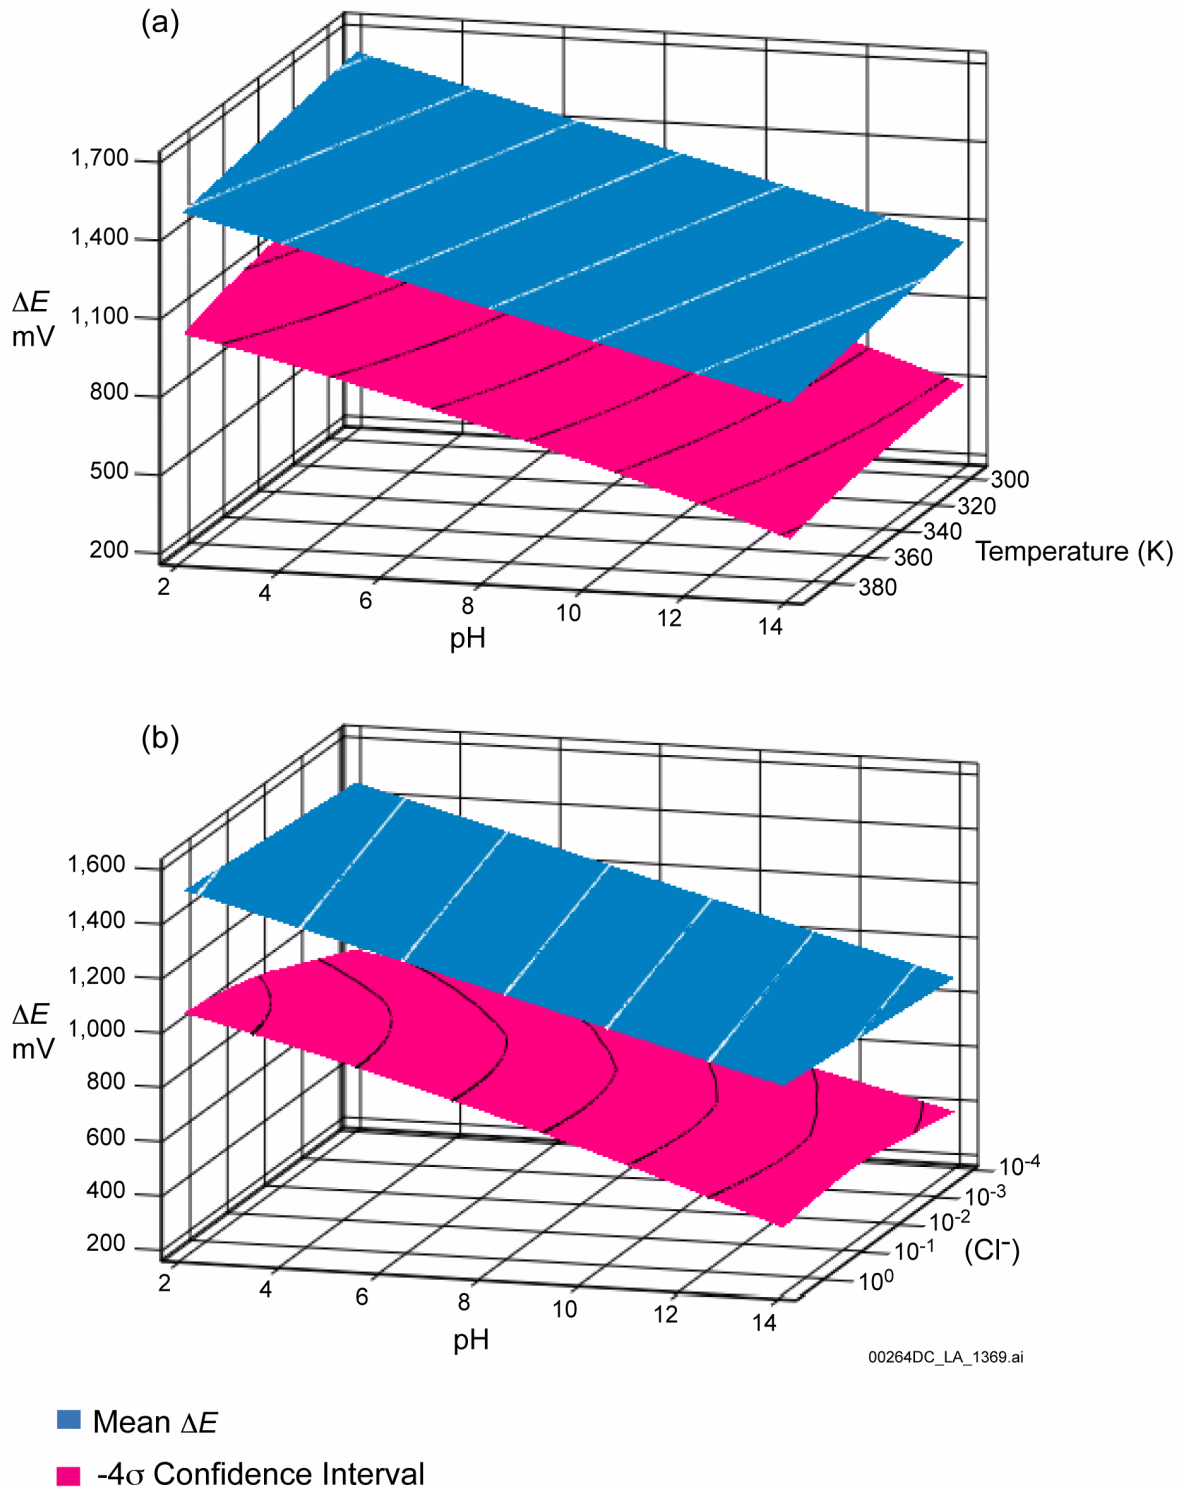 (a)
1,700
1,400
1,100
800
500
200
ΔE
mV
2
4
6
8
10
12
14
pH
300
320
340
360
380
Temperature (K)
(b)
1,600
1,400
1,200
1,000
800
600
400
200
ΔE
mV
2
4
6
8
10
12
14
pH
10⁻⁴
10⁻³
10⁻²
10⁻¹
10⁰
(Cl⁻)
00264DC_LA_1369.ai
Mean ΔE
-4σ Confidence Interval